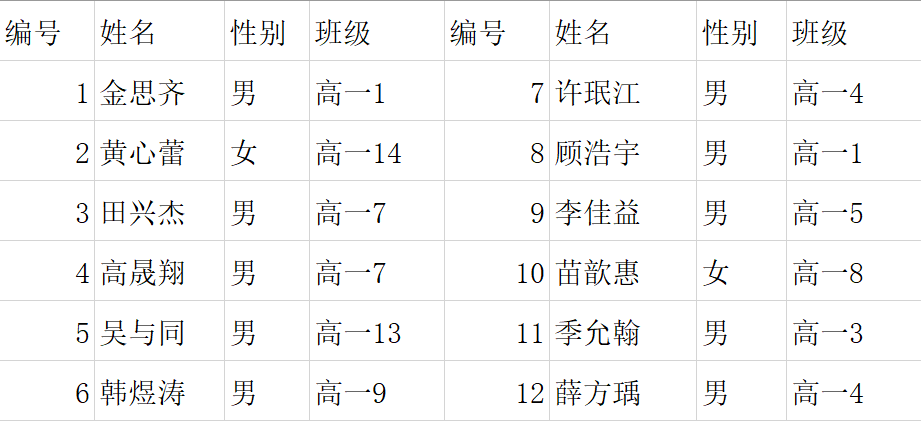 编号 姓名 性别 班级 编号 姓名 性别 班级
1 金思齐 男 高一1 7 许珉江 男 高一4
2 黄心蕾 女 高一14 8 顾浩宇 男 高一1
3 田兴杰 男 高一7 9 李佳益 男 高一5
4 高晟翔 男 高一7 10 苗歆惠 女 高一8
5 吴与同 男 高一13 11 季允翰 男 高一3
6 韩煜涛 男 高一9 12 薛方瑀 男 高一4